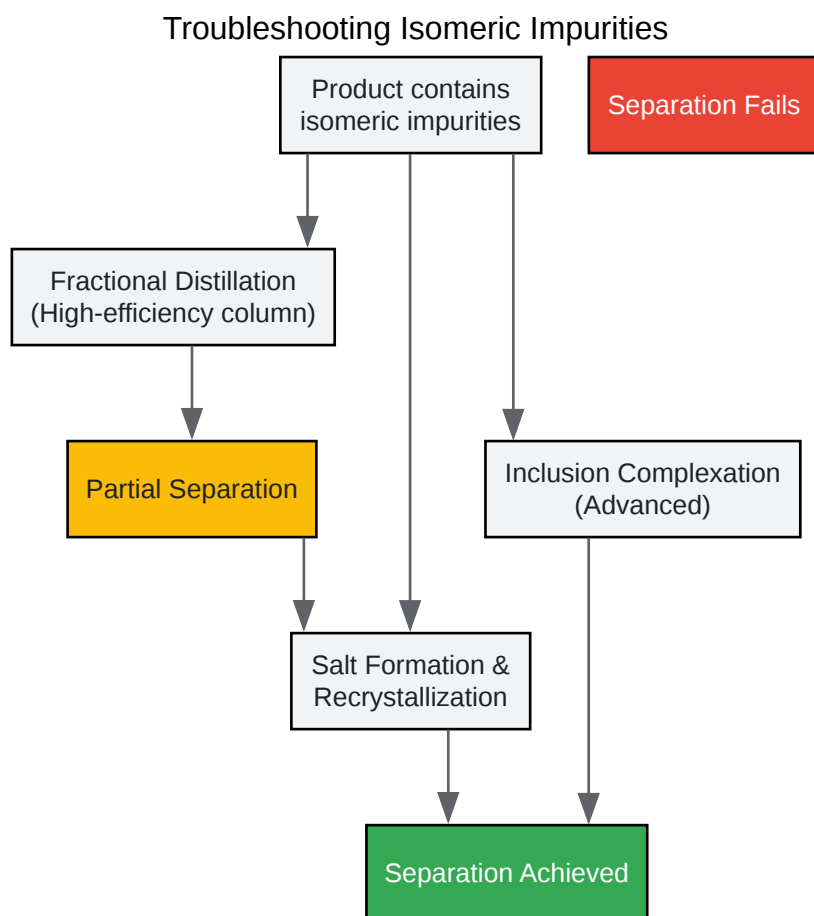 Troubleshooting Isomeric Impurities
Product contains
isomeric impurities
Separation Fails
Fractional Distillation
(High-efficiency column)
Partial Separation
Inclusion Complexation
(Advanced)
Salt Formation &
Recrystallization
Separation Achieved